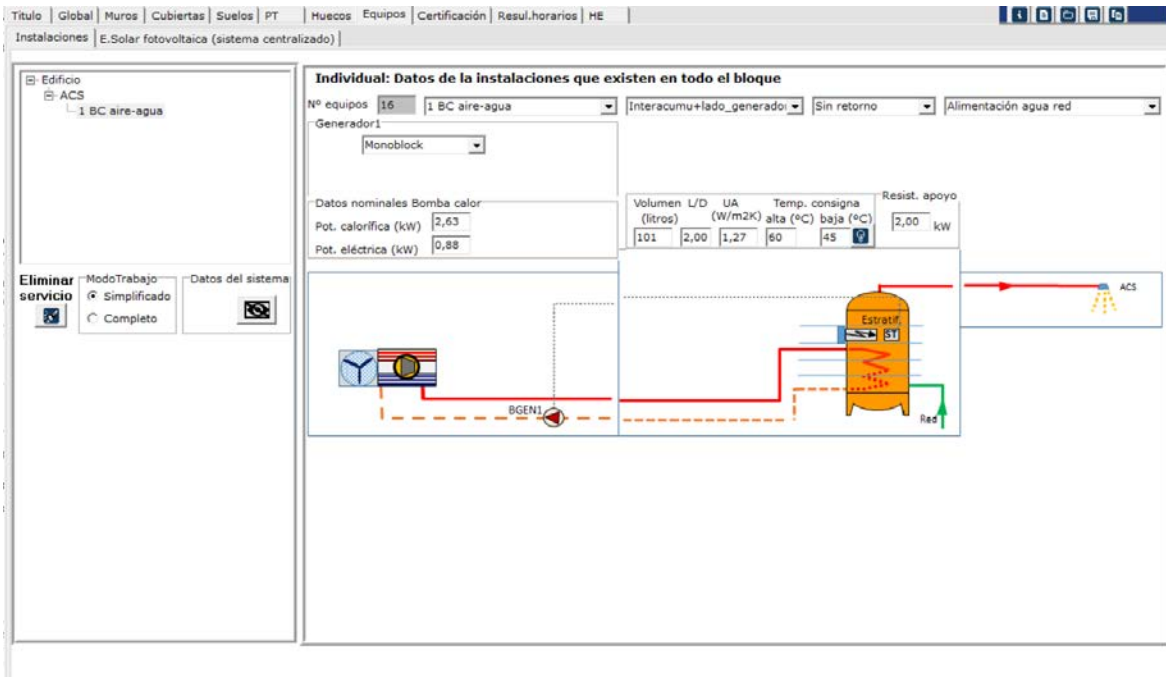 Titulo Global Muros Cubiertas Suelos PT Huecos Equipos Certificación Resul.horarios HE
Instalaciones E.Solar fotovoltaica (sistema centralizado)
Edificio
ACS
1 BC aire-agua
Eliminar servicio
ModoTrabajo
Simplificado
Completo
Datos del sistema
Individual: Datos de la instalaciones que existen en todo el bloque
Nº equipos 16 1 BC aire-agua Interacumu+lado_generador Sin retorno Alimentación agua red
Generador1
Monoblock
Datos nominales Bomba calor
Pot. calorífica (kW) 2,63
Pot. eléctrica (kW) 0,88
Volumen L/D UA Temp. consigna
(litros) (W/m2K) alta (ºC) baja (ºC)
101 2,00 1,27 60 45
Resist. apoyo
2,00 kW
BGEN1
Estratif.
ST
Red
ACS